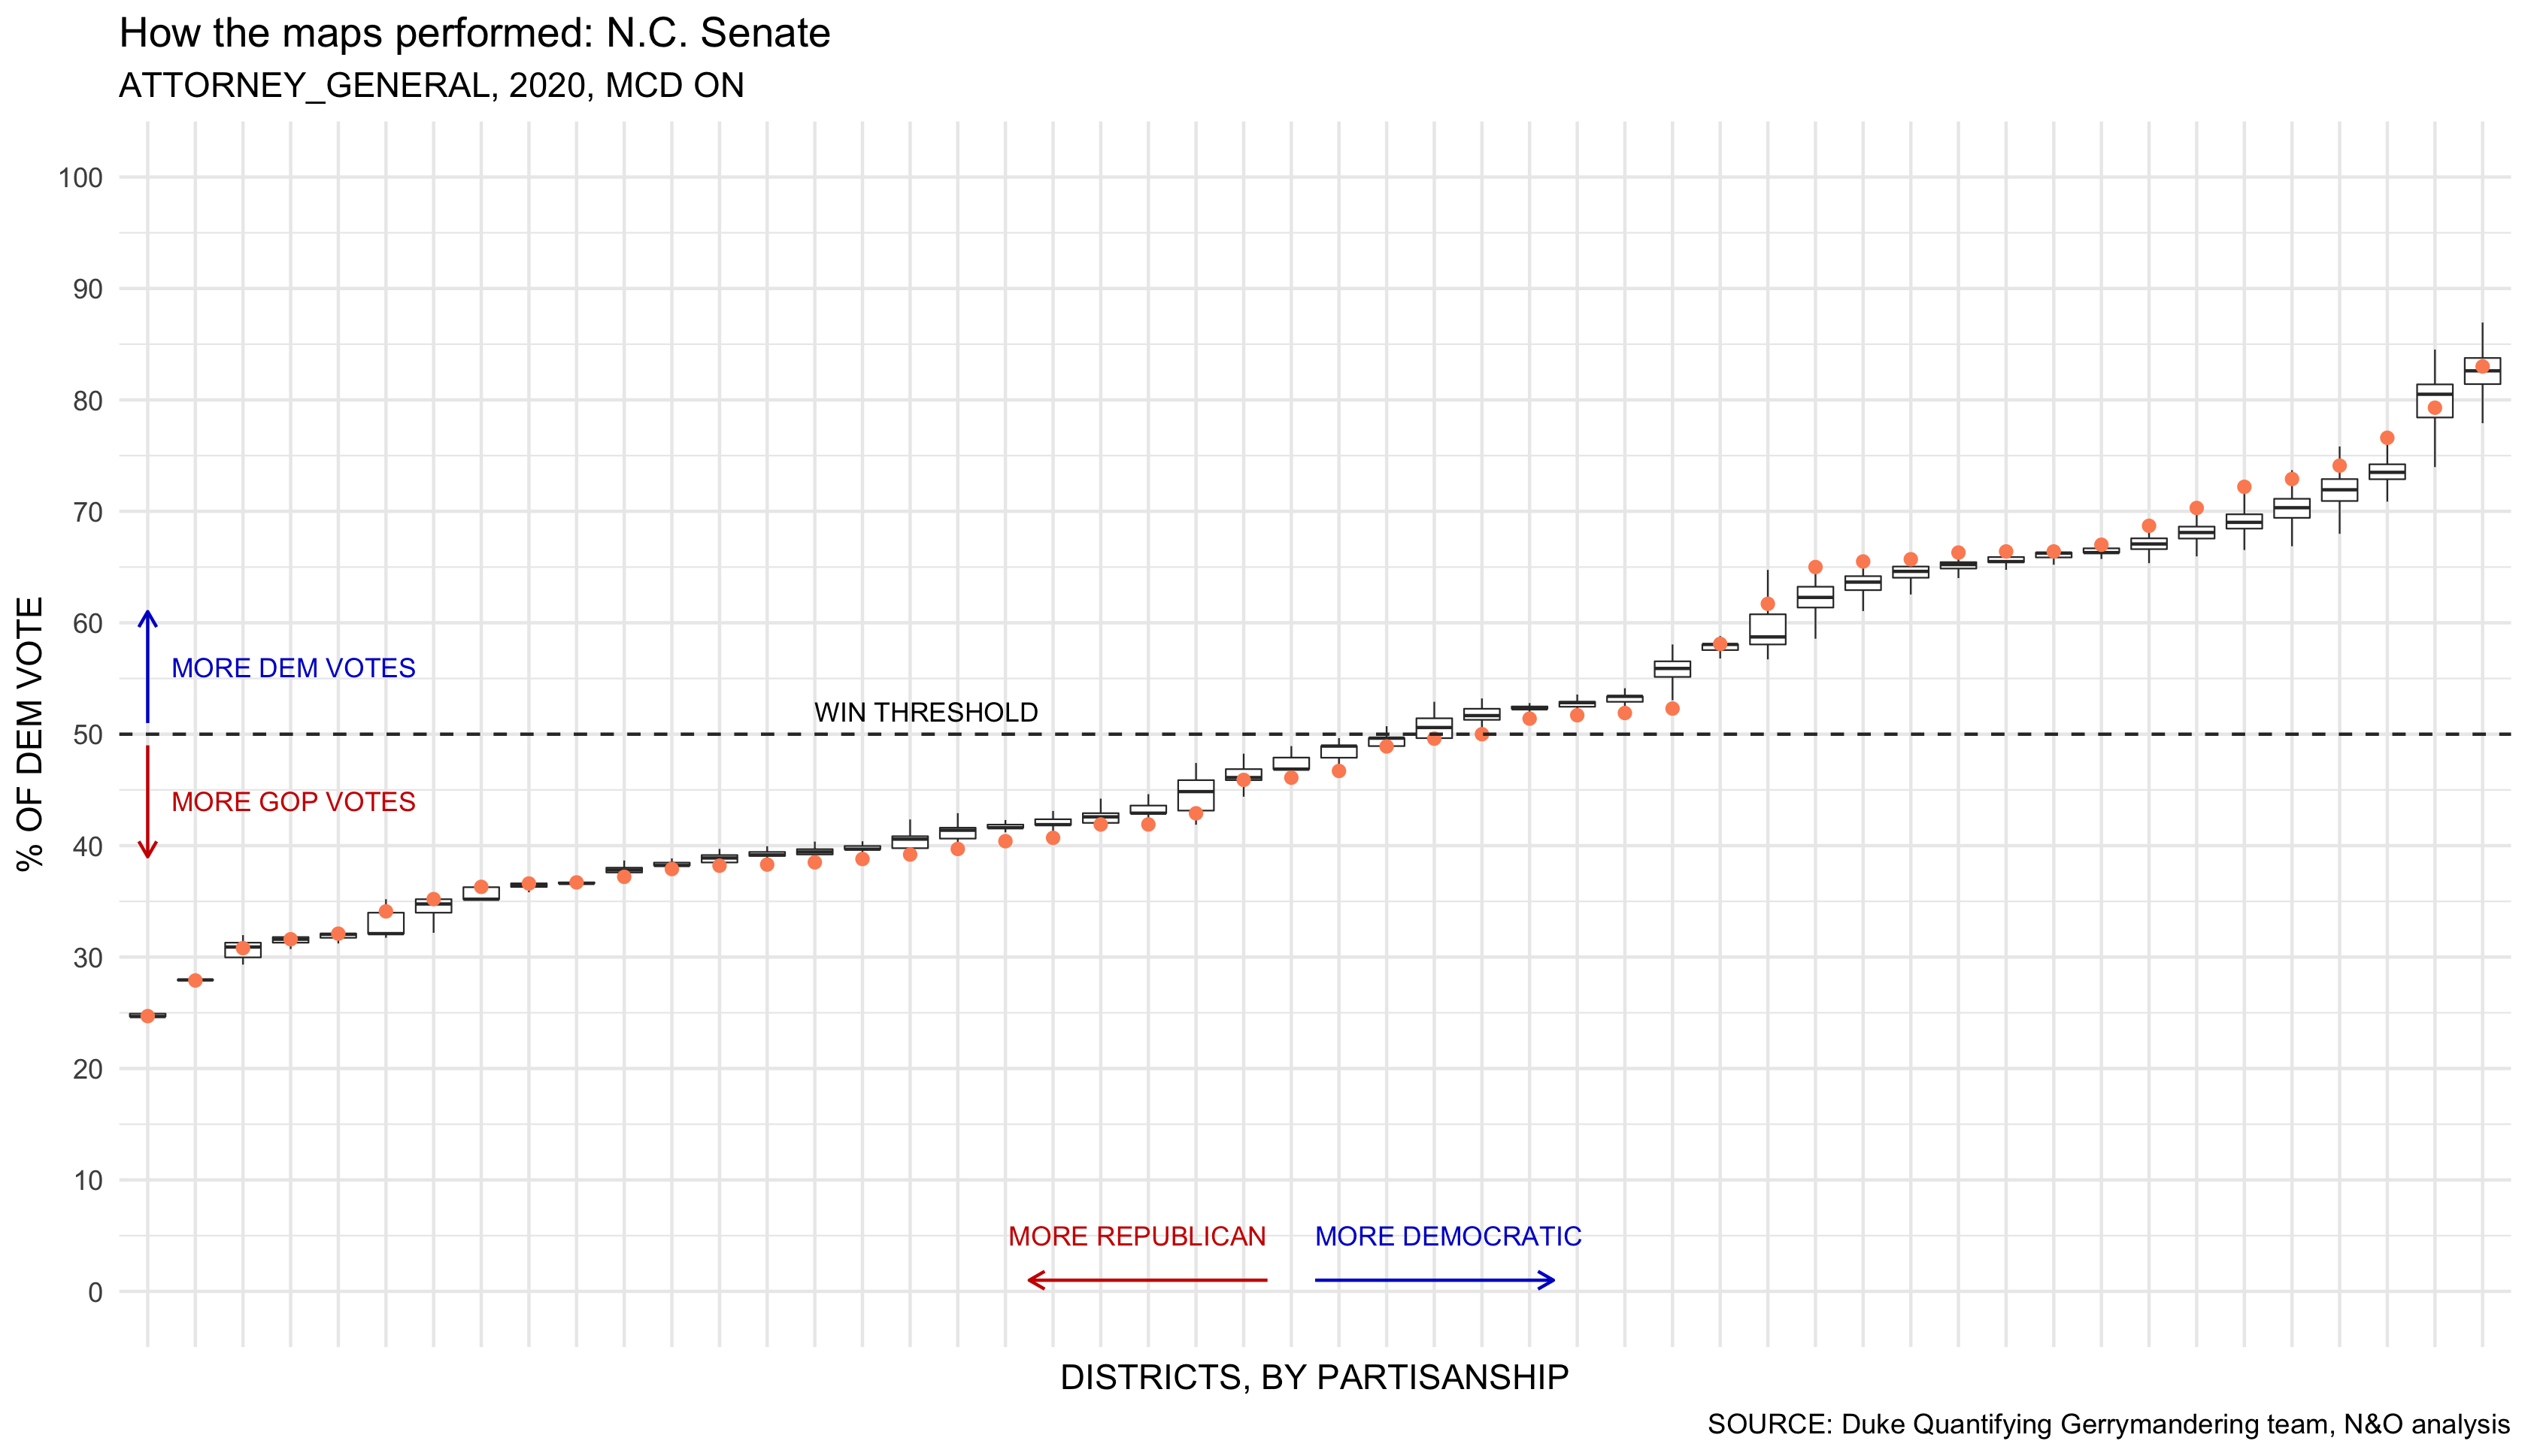 How the maps performed: N.C. Senate
ATTORNEY_GENERAL, 2020, MCD ON
% OF DEM VOTE
100
90
80
70
60
50
40
30
20
10
0
MORE DEM VOTES
WIN THRESHOLD
MORE GOP VOTES
MORE REPUBLICAN
MORE DEMOCRATIC
DISTRICTS, BY PARTISANSHIP
SOURCE: Duke Quantifying Gerrymandering team, N&O analysis